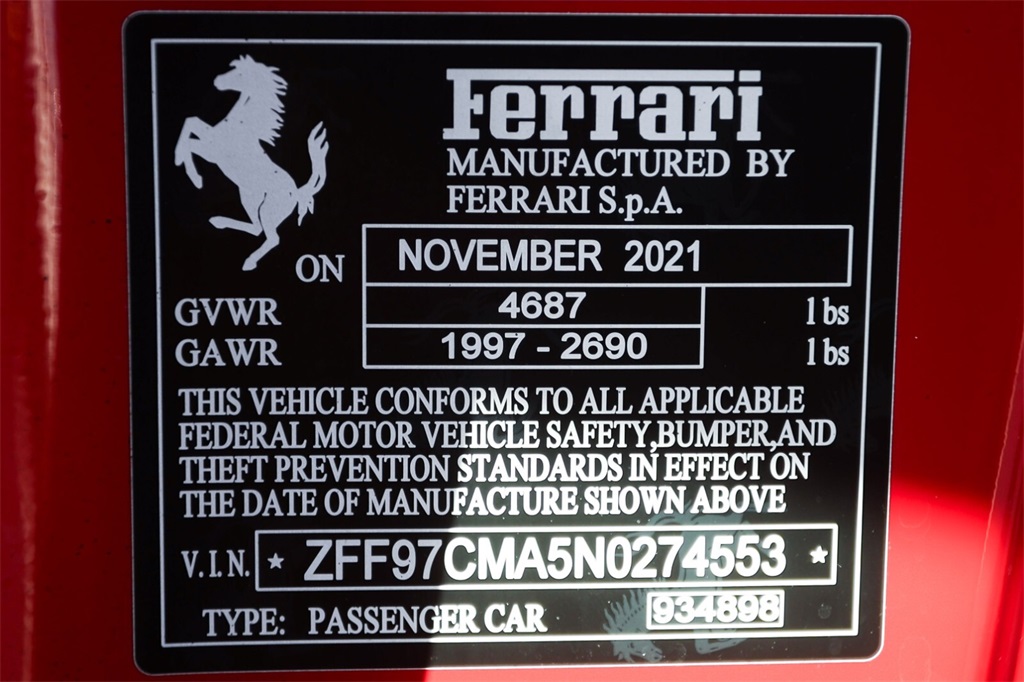 Ferrari
MANUFACTURED BY
FERRARI S.p.A.
ON NOVEMBER 2021
GVWR 4687 lbs
GAWR 1997 - 2690 lbs
THIS VEHICLE CONFORMS TO ALL APPLICABLE
FEDERAL MOTOR VEHICLE SAFETY,BUMPER,AND
THEFT PREVENTION STANDARDS IN EFFECT ON
THE DATE OF MANUFACTURE SHOWN ABOVE
V.I.N. * ZFF97CMA5N0274553 *
TYPE: PASSENGER CAR 934898